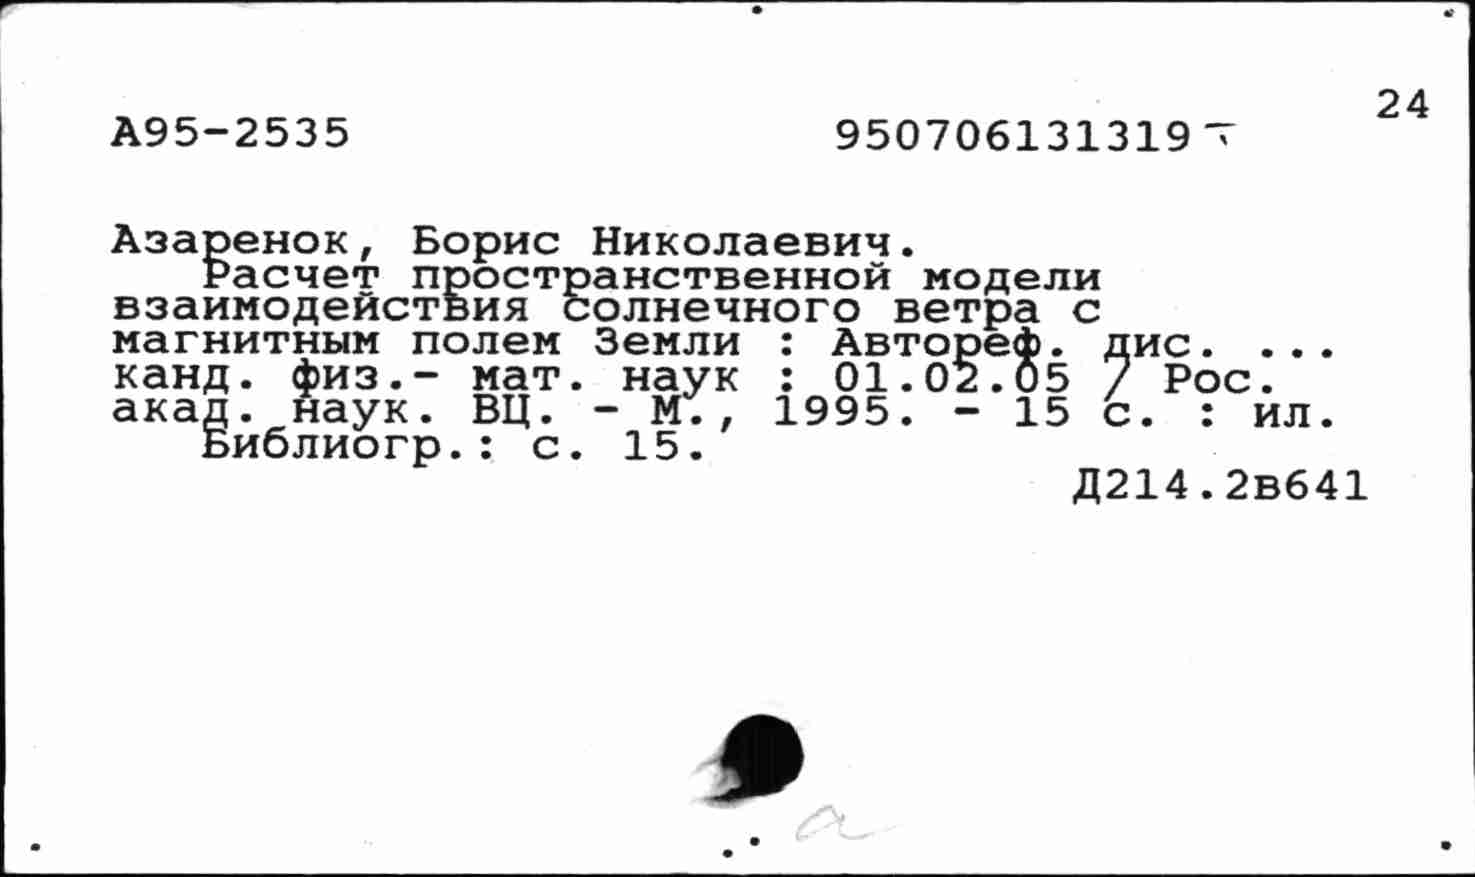 24
А95-2535 950706131319
Азаренок, Борис Николаевич.
Расчет пространственной модели
взаимодействия солнечного ветра с
магнитным полем Земли : Автореф. дис. ...
канд. физ.- мат. наук : 01.02.05 / Рос.
акад. наук. ВЦ. - М., 1995. - 15 с. : ил.
Библиогр.: с. 15.
Д214.2в641
а